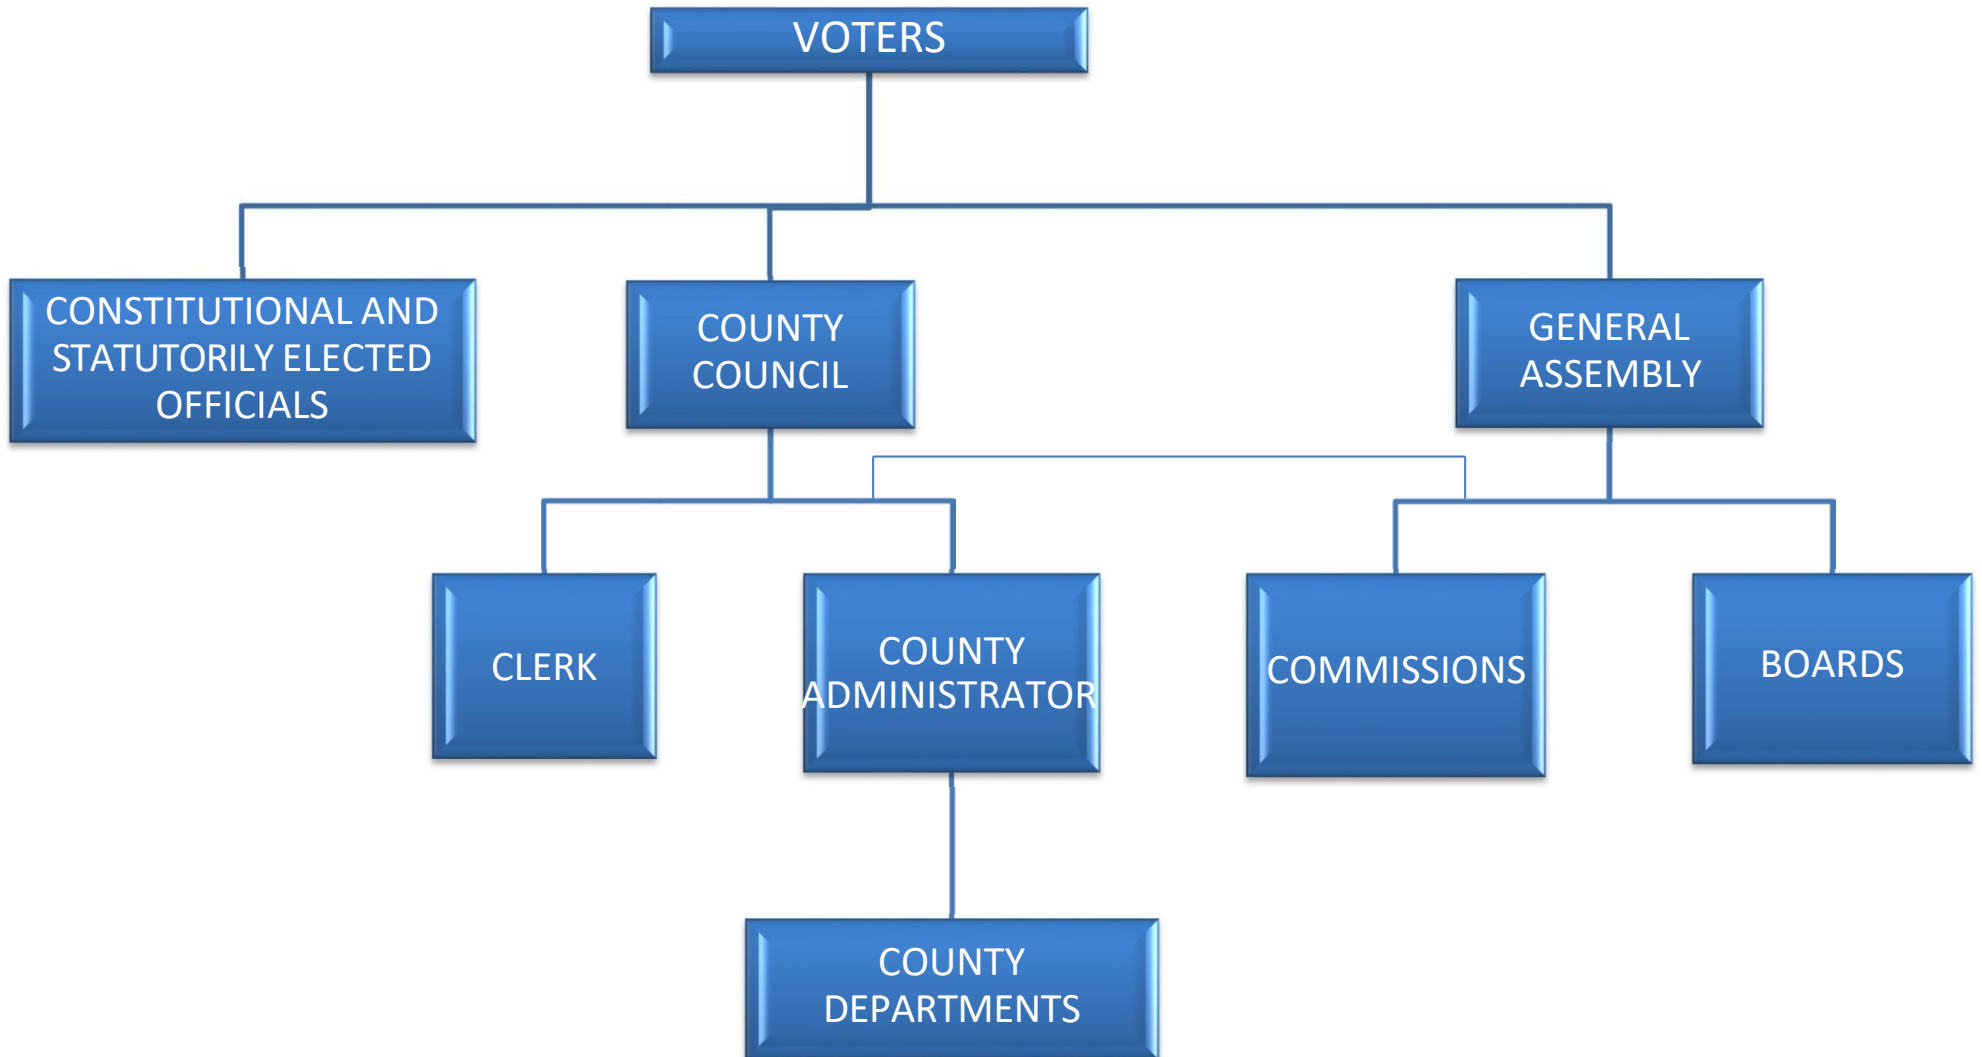 VOTERS
CONSTITUTIONAL AND
STATUTORILY ELECTED
OFFICIALS
COUNTY
COUNCIL
GENERAL
ASSEMBLY
CLERK
COUNTY
ADMINISTRATOR
COMMISSIONS
BOARDS
COUNTY
DEPARTMENTS